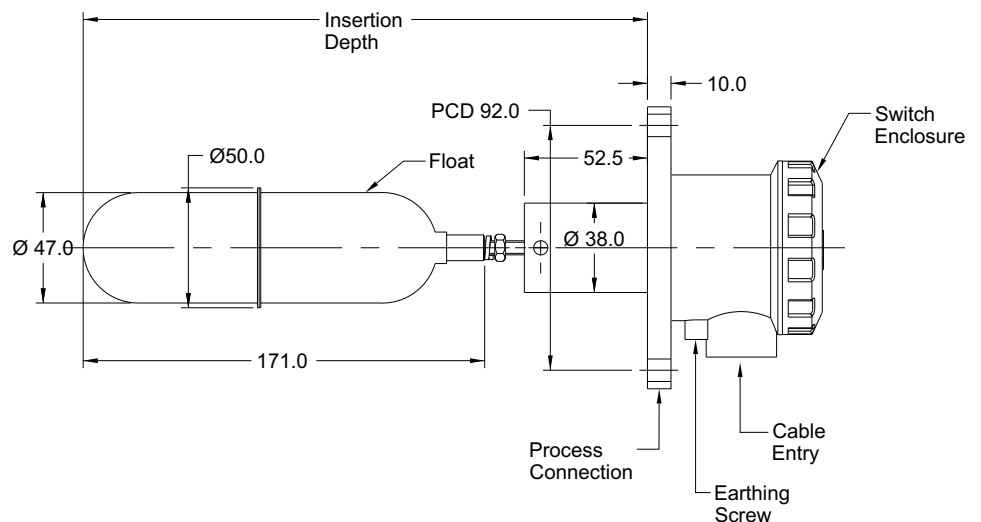 Insertion
Depth
10.0
PCD 92.0
Switch
Enclosure
Ø50.0
Float
52.5
Ø 47.0
Ø 38.0
171.0
Process
Connection
Cable
Entry
Earthing
Screw